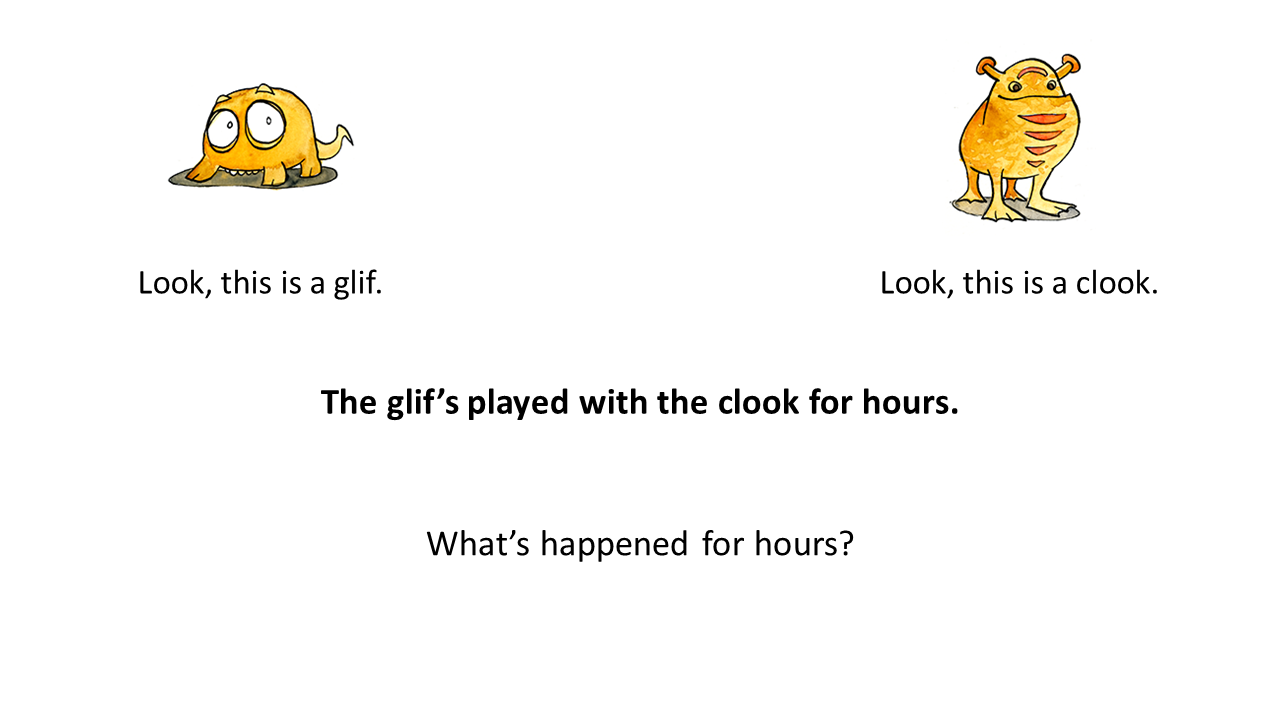 Look, this is a glif.
Look, this is a clook.
The glif’s played with the clook for hours.
What’s happened for hours?